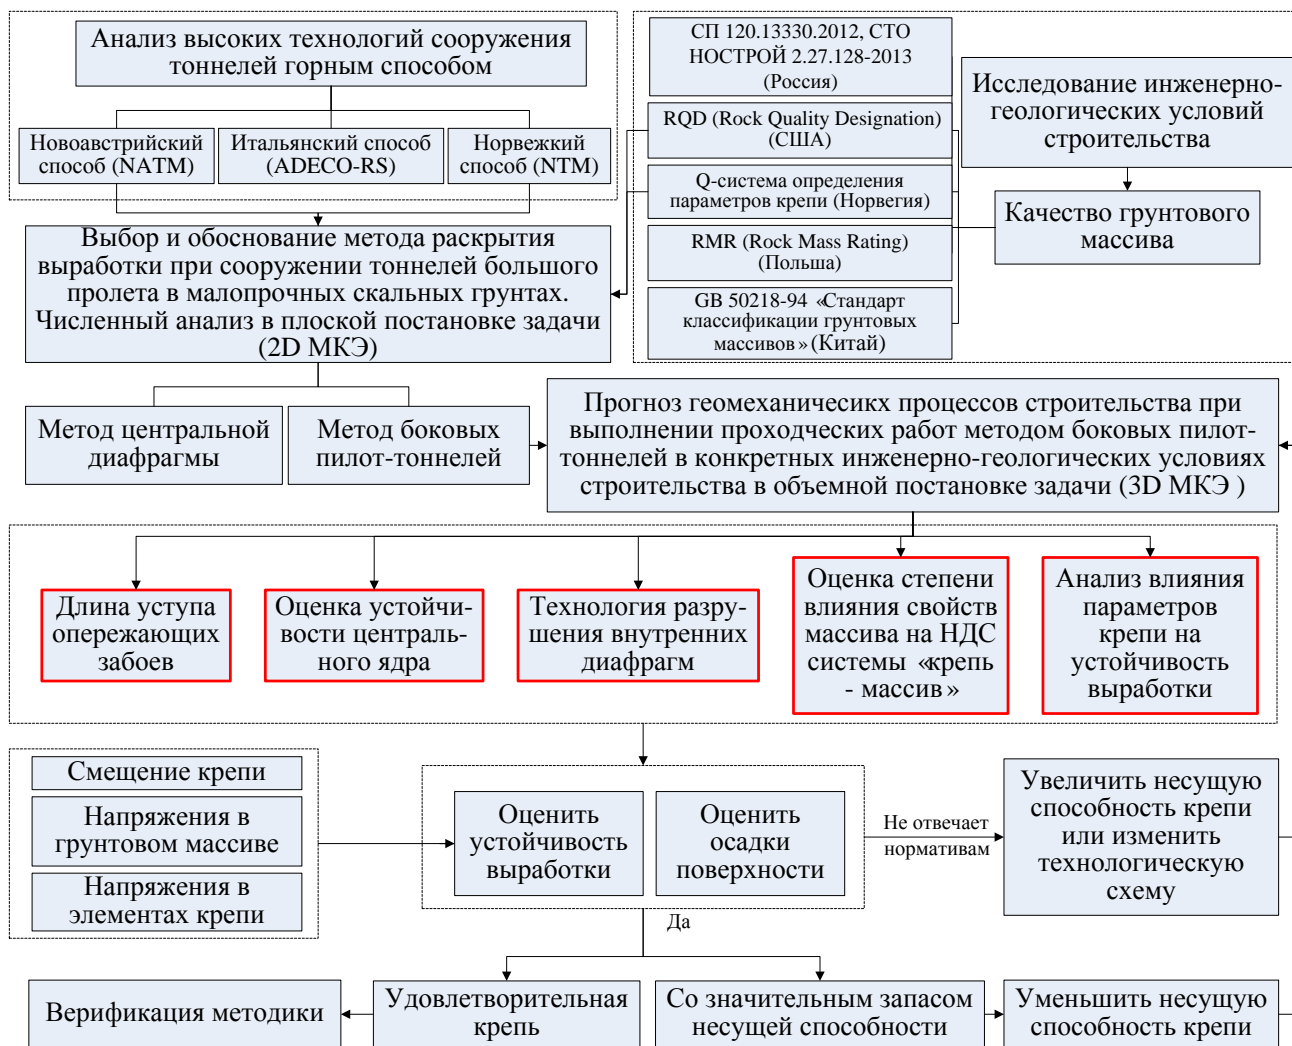 Анализ высоких технологий сооружения
тоннелей горным способом
Новоавстрийский
способ (NATM)
Итальянский способ
(ADECO-RS)
Норвежкий
способ (NTM)
СП 120.13330.2012, СТО
НОСТРОЙ 2.27.128-2013
(Россия)
RQD (Rock Quality Designation)
(США)
Q-система определения
параметров крепи (Норвегия)
RMR (Rock Mass Rating)
(Польша)
GB 50218-94 «Стандарт
классификации грунтовых
массивов» (Китай)
Исследование инженерно-
геологических условий
строительства
Качество грунтового
массива
Выбор и обоснование метода раскрытия
выработки при сооружении тоннелей большого
пролета в малопрочных скальных грунтах.
Численный анализ в плоской постановке задачи
(2D МКЭ)
Метод центральной
диафрагмы
Метод боковых
пилот-тоннелей
Прогноз геомеханичесикх процессов строительства при
выполнении проходческих работ методом боковых пилот-
тоннелей в конкретных инженерно-геологических условиях
строительства в объемной постановке задачи (3D МКЭ )
Длина уступа
опережающих
забоев
Оценка устойчи-
вости централь-
ного ядра
Технология разру-
шения внутренних
диафрагм
Оценка степени
влияния свойств
массива на НДС
системы «крепь
- массив»
Анализ влияния
параметров
крепи на
устойчивость
выработки
Смещение крепи
Напряжения в
грунтовом массиве
Напряжения в
элементах крепи
Оценить
устойчивость
выработки
Оценить
осадки
поверхности
Не отвечает
нормативам
Увеличить несущую
способность крепи
или изменить
технологическую
схему
Да
Верификация методики
Удовлетворительная
крепь
Со значительным запасом
несущей способности
Уменьшить несущую
способность крепи